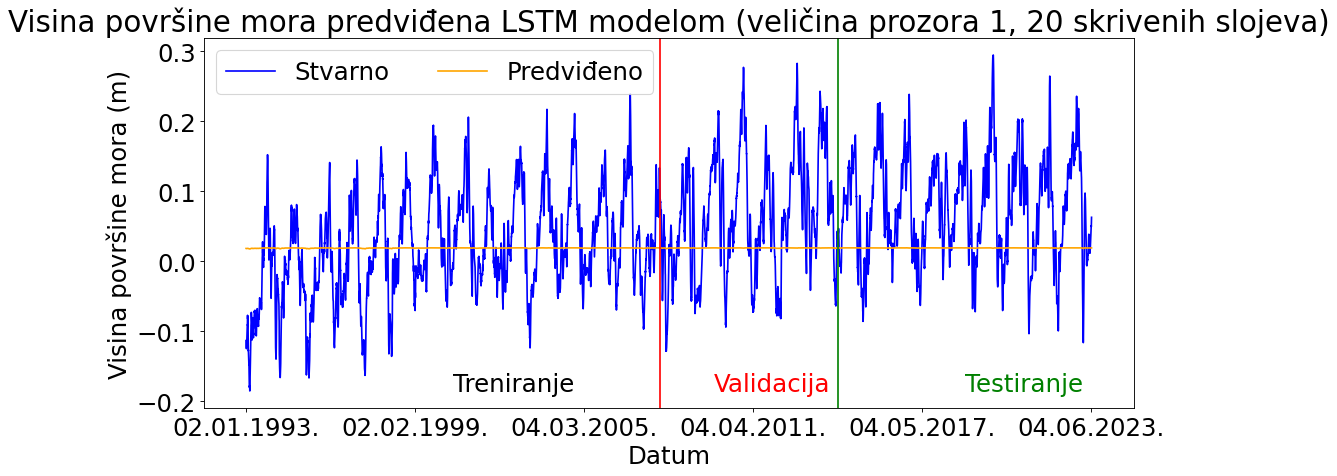 Visina površine mora predviđena LSTM modelom (veličina prozora 1, 20 skrivenih slojeva)
Visina površine mora (m)
0.3
0.2
0.1
0.0
−0.1
−0.2
Stvarno Predviđeno
Treniranje Validacija Testiranje
02.01.1993. 02.02.1999. 04.03.2005. 04.04.2011. 04.05.2017. 04.06.2023.
Datum